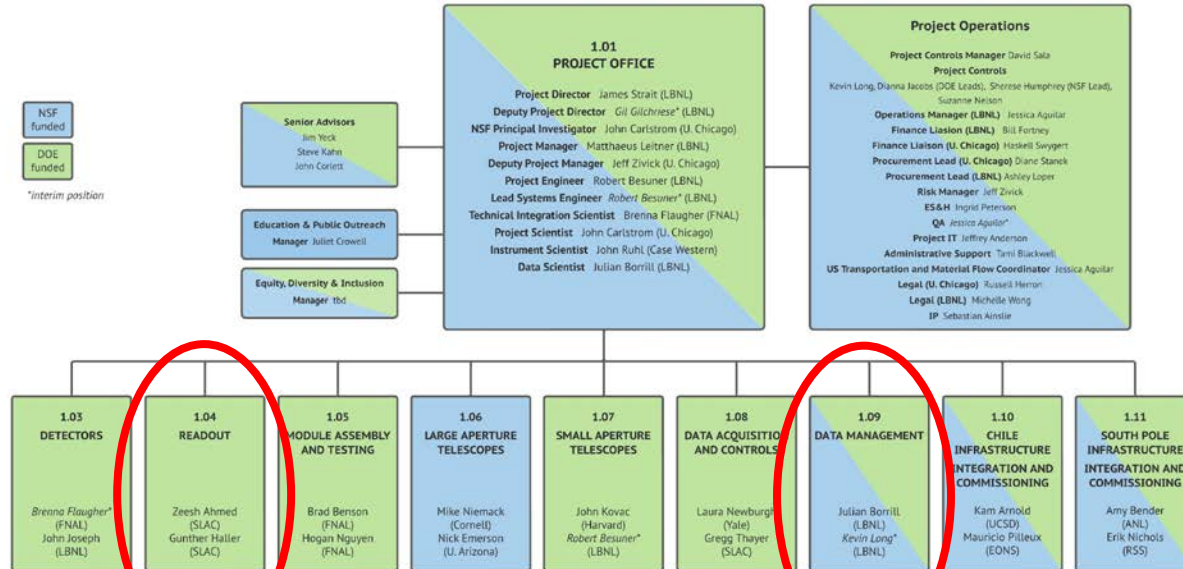 1.01
PROJECT OFFICE
Project Director James Strait (LBNL)
Deputy Project Director Gil Gilchriese* (LBNL)
NSF Principal Investigator John Carlstrom (U. Chicago)
Project Manager Matthaeus Leitner (LBNL)
Deputy Project Manager Jeff Zivick (U. Chicago)
Project Engineer Robert Besuner (LBNL)
Lead Systems Engineer Robert Besuner* (LBNL)
Technical Integration Scientist Brenna Flaugher (FNAL)
Project Scientist John Carlstrom (U. Chicago)
Instrument Scientist John Ruhl (Case Western)
Data Scientist Julian Borrill (LBNL)
Project Operations
Project Controls Manager David Sala
Project Controls
Kevin Long, Dianna Jacobs (DOE Leads), Sherese Humphrey (NSF Lead),
Suzanne Nelson
Operations Manager (LBNL) Jessica Aguilar
Finance Liasion (LBNL) Bill Fortney
Finance Liaison (U. Chicago) Haskell Swygert
Procurement Lead (U. Chicago) Diane Stanek
Procurement Lead (LBNL) Ashley Loper
Risk Manager Jeff Zivick
ES&H Ingrid Peterson
QA Jessica Aguilar*
Project IT Jeffrey Anderson
Administrative Support Tami Blackwell
US Transportation and Material Flow Coordinator Jessica Aguilar
Legal (U. Chicago) Russell Herron
Legal (LBNL) Michelle Wong
IP Sebastian Ainslie
NSF
funded
DOE
funded
*interim position
Senior Advisors
Jim Yeck
Steve Kahn
John Corlett
Education & Public Outreach
Manager Juliet Crowell
Equity, Diversity & Inclusion
Manager tbd
1.03
DETECTORS
Brenna Flaugher*
(FNAL)
John Joseph
(LBNL)
1.04
READOUT
Zeesh Ahmed
(SLAC)
Gunther Haller
(SLAC)
1.05
MODULE ASSEMBLY
AND TESTING
Brad Benson
(FNAL)
Hogan Nguyen
(FNAL)
1.06
LARGE APERTURE
TELESCOPES
Mike Niemack
(Cornell)
Nick Emerson
(U. Arizona)
1.07
SMALL APERTURE
TELESCOPES
John Kovac
(Harvard)
Robert Besuner*
(LBNL)
1.08
DATA ACQUISITION
AND CONTROLS
Laura Newburgh
(Yale)
Gregg Thayer
(SLAC)
1.09
DATA MANAGEMENT
Julian Borrill
(LBNL)
Kevin Long*
(LBNL)
1.10
CHILE
INFRASTRUCTURE
INTEGRATION AND
COMMISSIONING
Kam Arnold
(UCSD)
Mauricio Pilleux
(EONS)
1.11
SOUTH POLE
INFRASTRUCTURE
INTEGRATION AND
COMMISSIONING
Amy Bender
(ANL)
Erik Nichols
(RSS)